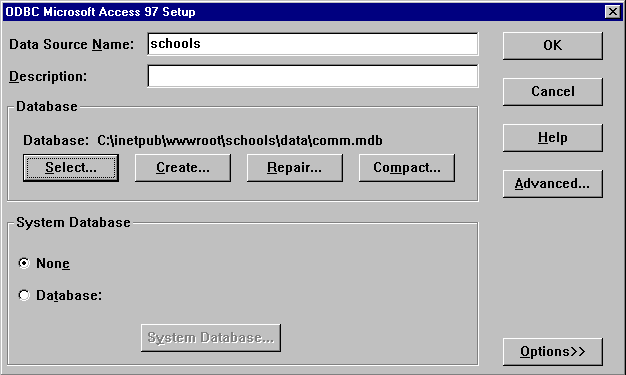 ODBC Microsoft Access 97 Setup
Data Source Name: schools
OK
Description:
Cancel
Database
Database: C:\inetpub\wwwroot\schools\data\comm.mdb
Help
Select... Create... Repair... Compact...
Advanced...
System Database
None
Database:
System Database...
Options>>